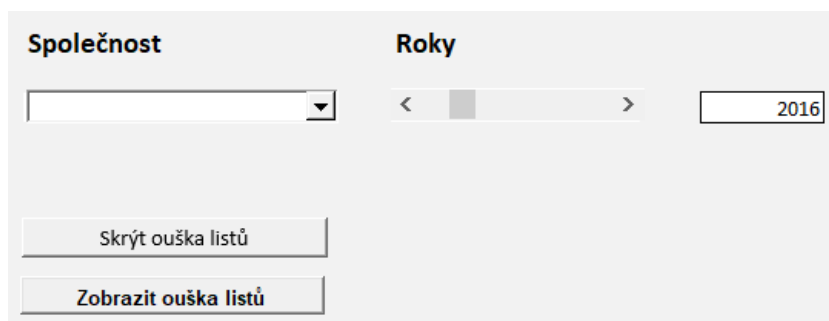 Společnost
Roky
2016
Skrýt ouška listů
Zobrazit ouška listů